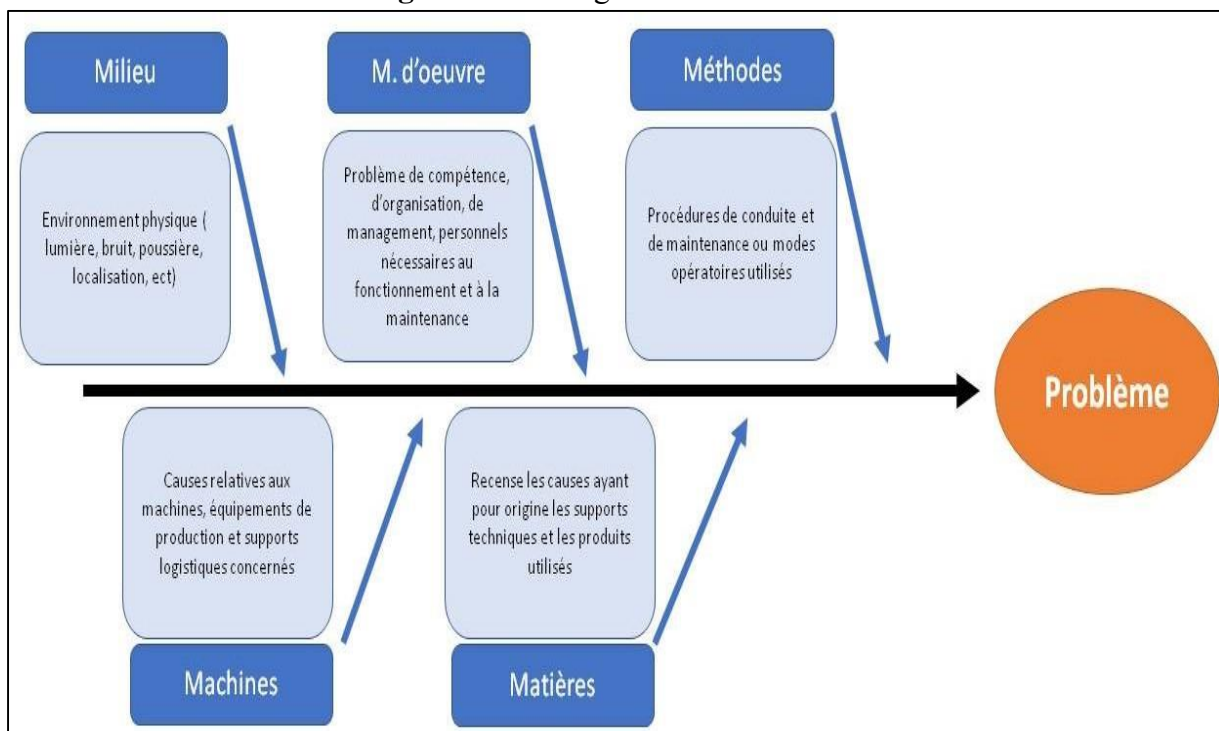 Milieu
M. d'oeuvre
Méthodes
Environnement physique (
lumière, bruit, poussière,
localisation, ect)
Problème de compétence,
d'organisation, de
management, personnels
nécessaires au
fonctionnement et à la
maintenance
Procédures de conduite et
de maintenance ou modes
opératoires utilisés
Problème
Causes relatives aux
machines, équipements de
production et supports
logistiques concernés
Recense les causes ayant
pour origine les supports
techniques et les produits
utilisés
Machines
Matières